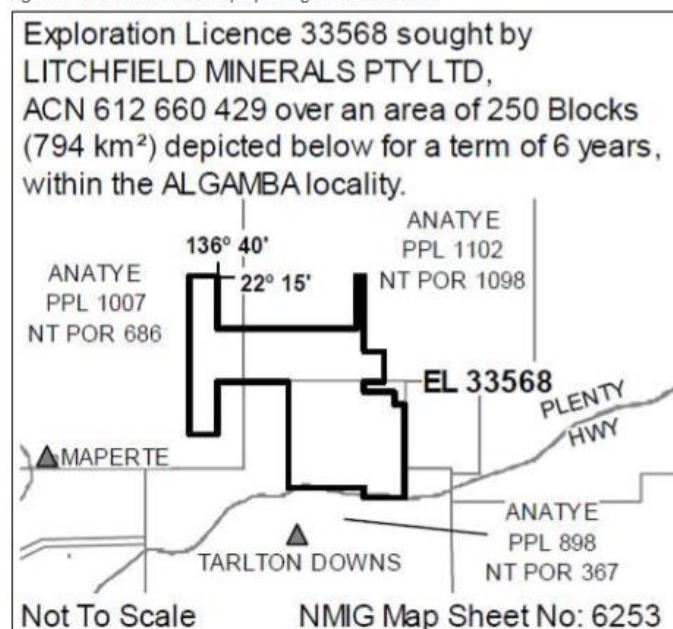 Exploration Licence 33568 sought by
LITCHFIELD MINERALS PTY LTD,
ACN 612 660 429 over an area of 250 Blocks
(794 km²) depicted below for a term of 6 years,
within the ALGAMBA locality.
ANATYE
PPL 1007
NT POR 686
136° 40'
22° 15'
ANATYE
PPL 1102
NT POR 1098
EL 33568
PLENTY
HWY
MAPERTE
TARLTON DOWNS
ANATYE
PPL 898
NT POR 367
Not To Scale
NMIG Map Sheet No: 6253